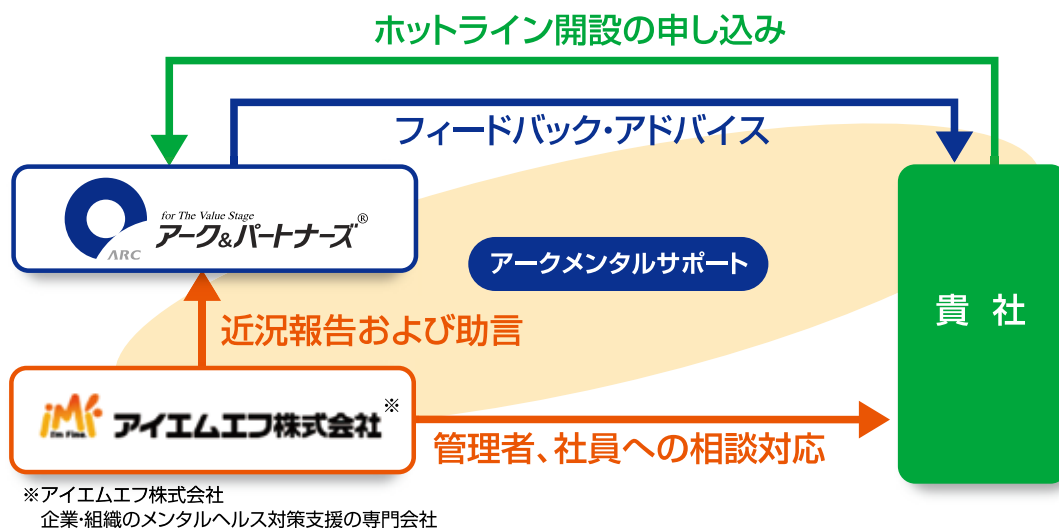 ホットライン開設の申し込み
フィードバック・アドバイス
for The Value Stage
アーク&パートナーズ®
ARC
アークメンタルサポート
貴社
近況報告および助言
iMF アイエムエフ株式会社※
I'm Fine.
管理者、社員への相談対応
※アイエムエフ株式会社
企業・組織のメンタルヘルス対策支援の専門会社